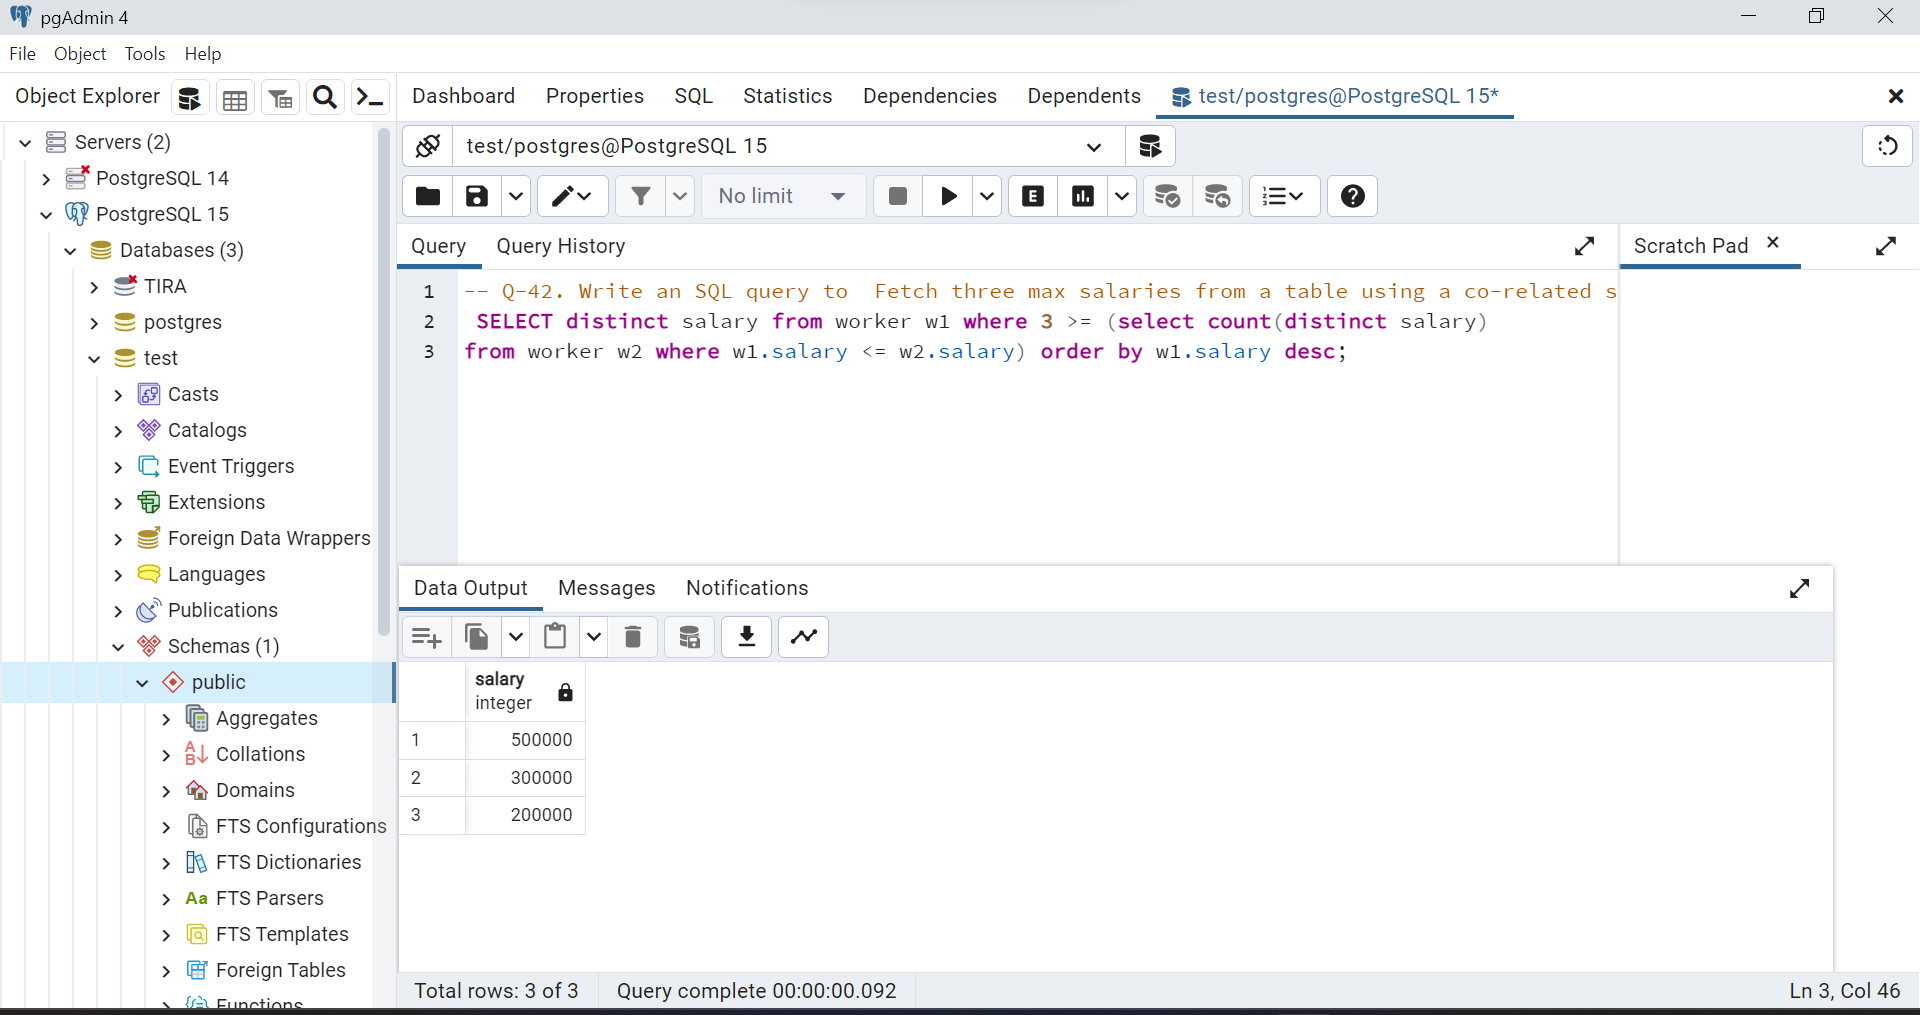 pgAdmin 4
File Object Tools Help
Object Explorer
Dashboard Properties SQL Statistics Dependencies Dependents test/postgres@PostgreSQL 15*
Servers (2)
PostgreSQL 14
PostgreSQL 15
Databases (3)
TIRA
postgres
test
Casts
Catalogs
Event Triggers
Extensions
Foreign Data Wrappers
Languages
Publications
Schemas (1)
public
Aggregates
Collations
Domains
FTS Configurations
FTS Dictionaries
Aa FTS Parsers
FTS Templates
Foreign Tables
Functions
test/postgres@PostgreSQL 15
No limit
E
Query Query History
Scratch Pad
1 -- Q-42. Write an SQL query to  Fetch three max salaries from a table using a co-related s
2 SELECT distinct salary from worker w1 where 3 >= (select count(distinct salary)
3 from worker w2 where w1.salary <= w2.salary) order by w1.salary desc;
Data Output Messages Notifications
salary
integer
1 500000
2 300000
3 200000
Total rows: 3 of 3 Query complete 00:00:00.092 Ln 3, Col 46